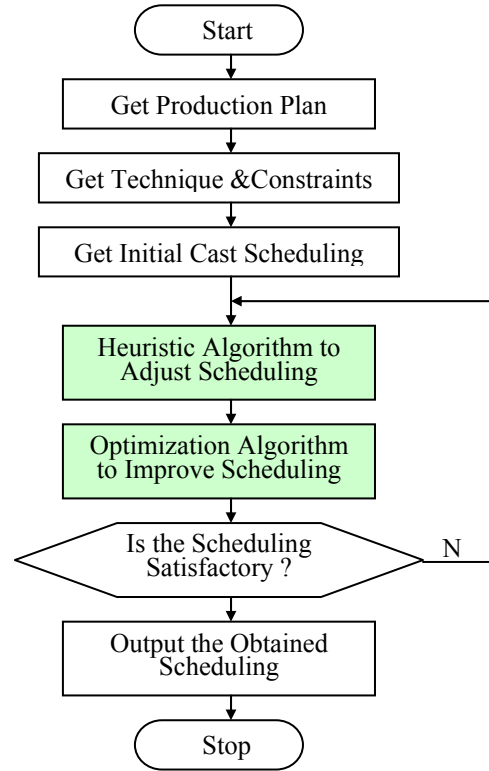 Start
Get Production Plan
Get Technique &Constraints
Get Initial Cast Scheduling
Heuristic Algorithm to
Adjust Scheduling
Optimization Algorithm
to Improve Scheduling
Is the Scheduling
Satisfactory ?
N
Output the Obtained
Scheduling
Stop